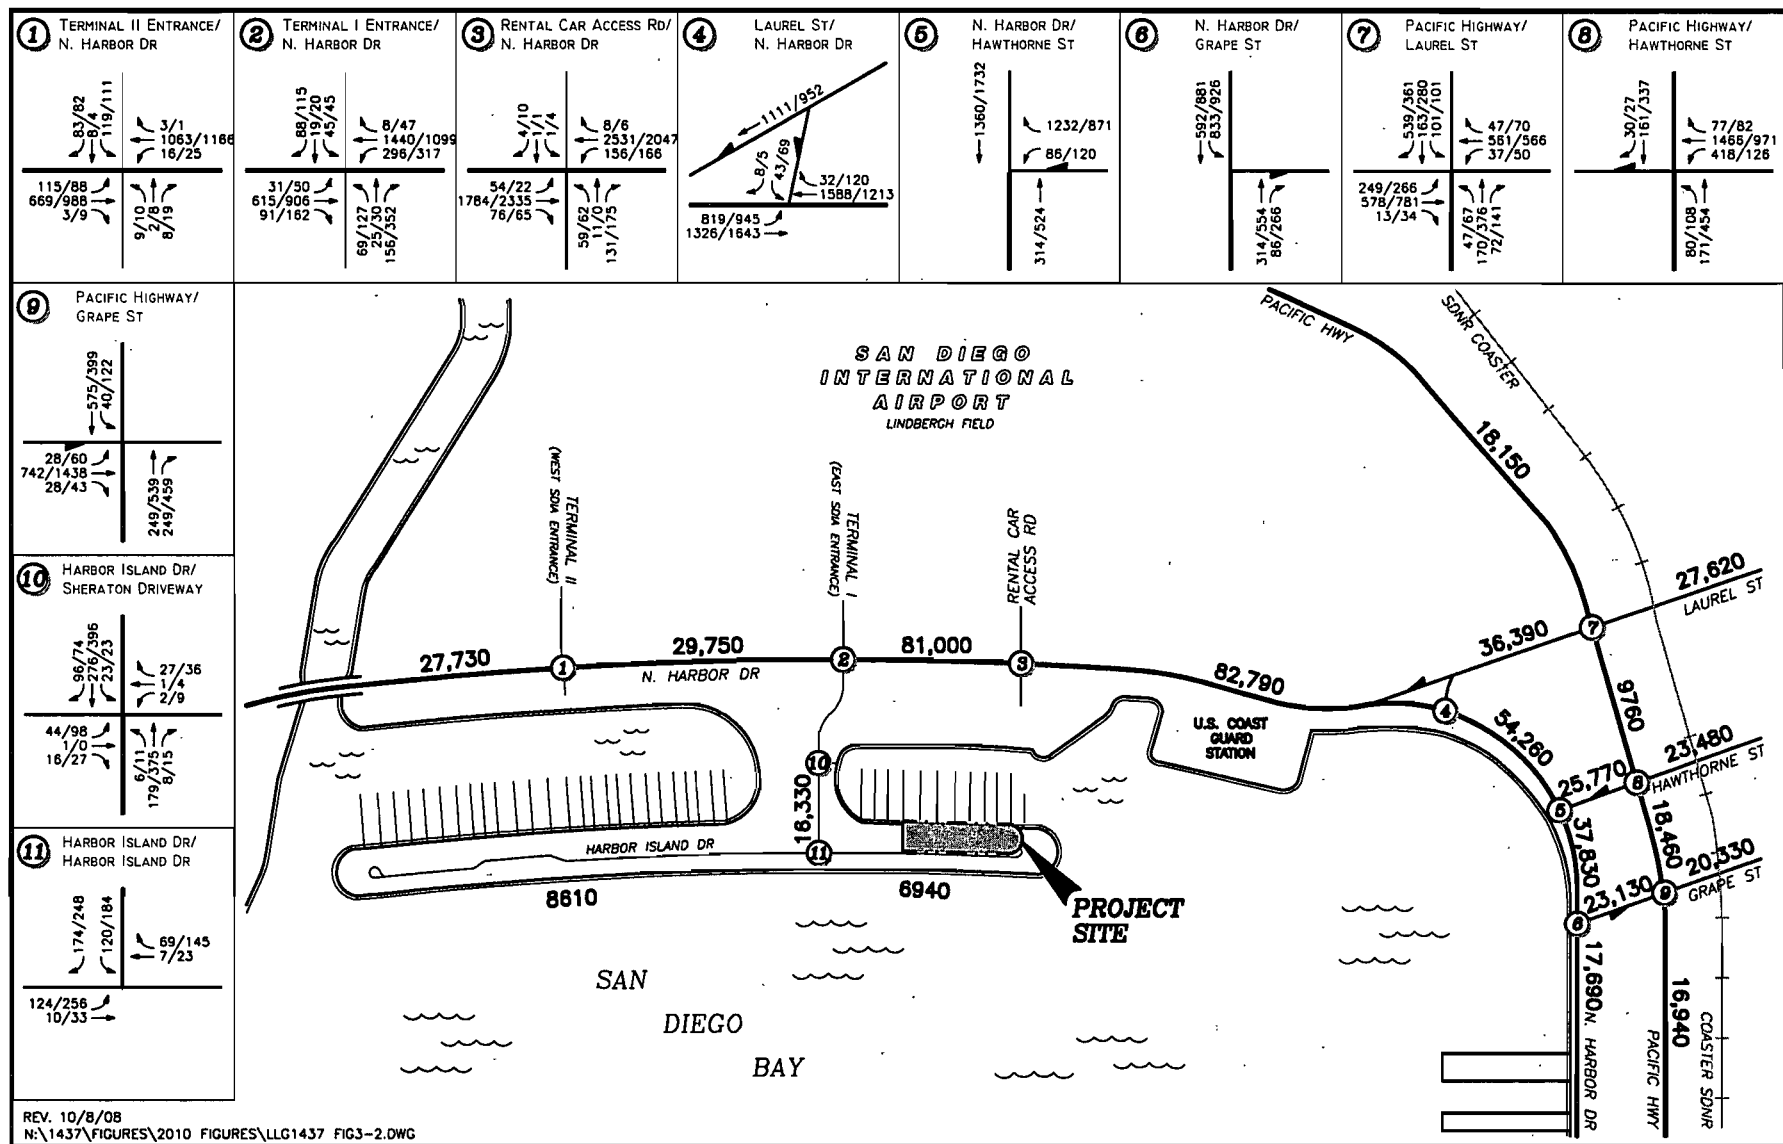 1
TERMINAL II ENTRANCE/
N. HARBOR DR
83/82
8/4
119/111
3/1
1063/1166
16/25
115/88
669/988
3/9
9/10
2/8
8/19
2
TERMINAL I ENTRANCE/
N. HARBOR DR
88/115
19/20
45/45
8/47
1440/1099
296/317
31/50
615/906
91/162
69/127
25/30
156/352
3
RENTAL CAR ACCESS RD/
N. HARBOR DR
4/10
1/1
1/4
8/6
2531/2047
156/166
54/22
1784/2335
76/65
59/62
11/0
131/175
4
LAUREL ST/
N. HARBOR DR
1111/952
8/5
43/69
32/120
1588/1213
819/945
1326/1643
5
N. HARBOR DR/
HAWTHORNE ST
1360/1732
1232/871
86/120
314/524
6
N. HARBOR DR/
GRAPE ST
592/881
833/926
314/554
86/266
7
PACIFIC HIGHWAY/
LAUREL ST
539/361
163/280
101/101
47/70
561/566
37/50
249/266
578/781
13/34
47/67
170/376
72/141
8
PACIFIC HIGHWAY/
HAWTHORNE ST
30/27
161/337
77/82
1466/971
418/126
80/108
171/454
9
PACIFIC HIGHWAY/
GRAPE ST
575/399
40/122
28/60
742/1438
28/43
249/539
249/459
10
HARBOR ISLAND DR/
SHERATON DRIVEWAY
96/74
276/396
23/23
27/36
1/4
2/9
44/98
1/0
16/27
6/11
179/375
8/15
11
HARBOR ISLAND DR/
HARBOR ISLAND DR
174/248
120/184
69/145
7/23
124/256
10/33
SAN DIEGO
INTERNATIONAL
AIRPORT
LINDBERGH FIELD
PACIFIC HWY
SDNR COASTER
18,150
TERMINAL II
(WEST SDIA ENTRANCE)
TERMINAL I
(EAST SDIA ENTRANCE)
RENTAL CAR
ACCESS RD
27,620
LAUREL ST
36,390
7
27,730
1
29,750
N. HARBOR DR
2
81,000
3
82,790
4
9760
54,260
U.S. COAST
GUARD
STATION
10
16,330
23,480
HAWTHORNE ST
25,770
8
5
37,830
18,460
20,330
GRAPE ST
23,130
9
6
HARBOR ISLAND DR
11
8610
6940
PROJECT
SITE
17,690
16,940
N. HARBOR DR
PACIFIC HWY
COASTER SDNR
SAN
DIEGO
BAY
REV. 10/8/08
N:\1437\FIGURES\2010 FIGURES\LLG1437 FIG3-2.DWG